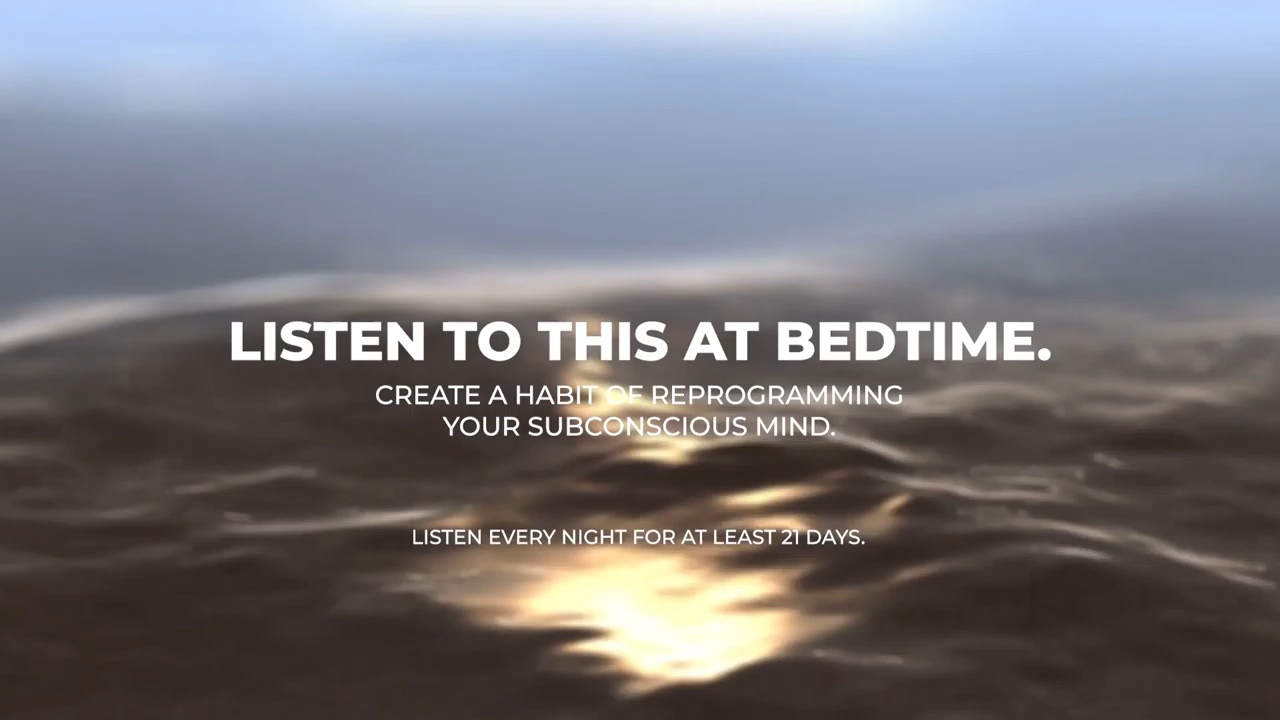 LISTEN TO THIS AT BEDTIME.
CREATE A HABIT OF REPROGRAMMING
YOUR SUBCONSCIOUS MIND.
LISTEN EVERY NIGHT FOR AT LEAST 21 DAYS.